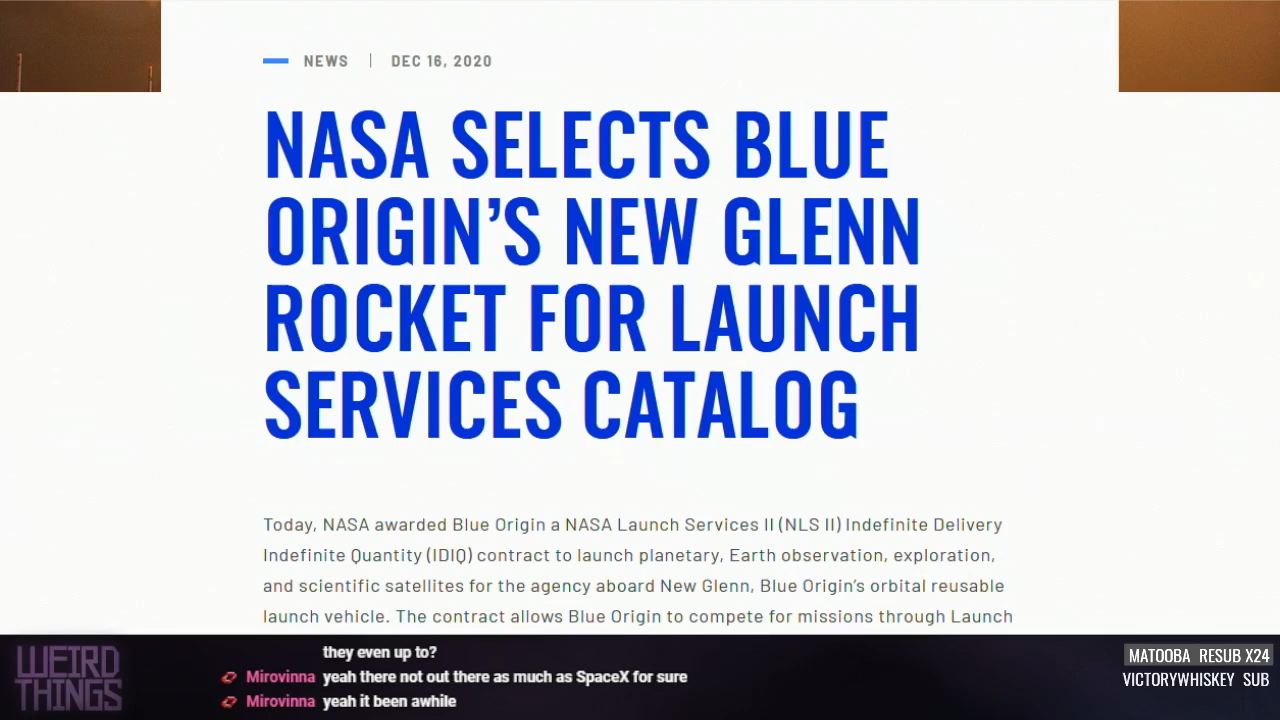 NEWS | DEC 16, 2020
NASA SELECTS BLUE
ORIGIN’S NEW GLENN
ROCKET FOR LAUNCH
SERVICES CATALOG
Today, NASA awarded Blue Origin a NASA Launch Services II (NLS II) Indefinite Delivery
Indefinite Quantity (IDIQ) contract to launch planetary, Earth observation, exploration,
and scientific satellites for the agency aboard New Glenn, Blue Origin’s orbital reusable
launch vehicle. The contract allows Blue Origin to compete for missions through Launch
WEIRD
THINGS
they even up to?
Mirovinna yeah there not out there as much as SpaceX for sure
Mirovinna yeah it been awhile
MATOOBA RESUB X24
VICTORYWHISKEY SUB